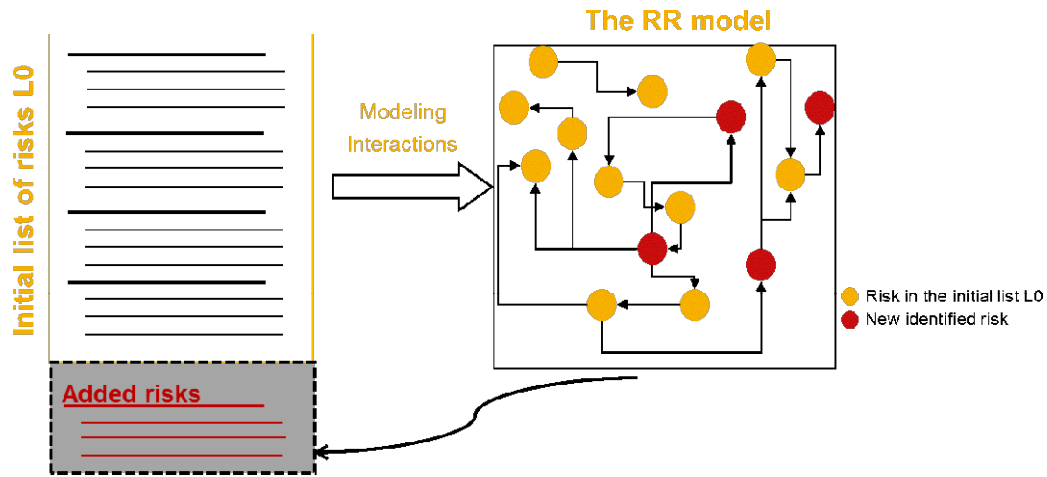 The RR model
Initial list of risks L0
Modeling
Interactions
Risk in the initial list L0
New identified risk
Added risks